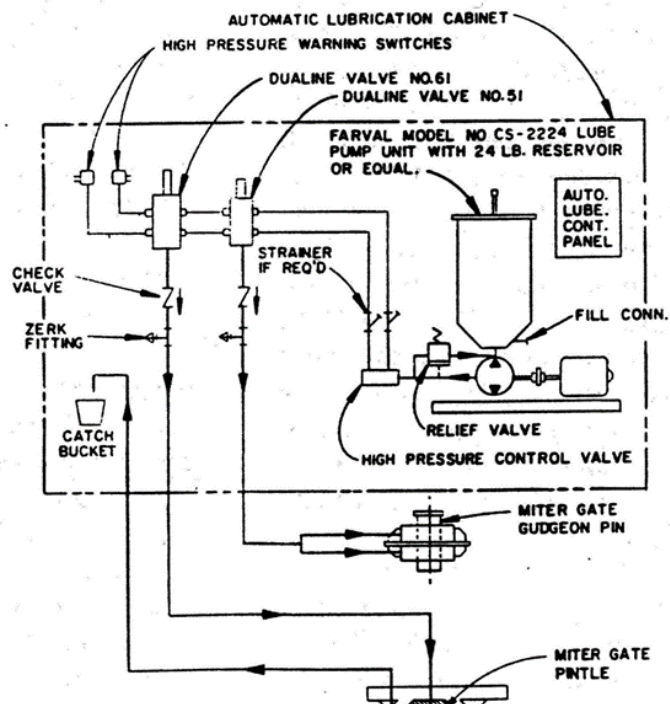 AUTOMATIC LUBRICATION CABINET
HIGH PRESSURE WARNING SWITCHES
DUALINE VALVE NO.61
DUALINE VALVE NO.51
FARVAL MODEL NO CS-2224 LUBE
PUMP UNIT WITH 24 LB. RESERVOIR
OR EQUAL.
AUTO.
LUBE.
CONT.
PANEL
STRAINER
IF REQ'D
CHECK
VALVE
FILL CONN.
ZERK
FITTING
RELIEF VALVE
CATCH
BUCKET
HIGH PRESSURE CONTROL VALVE
MITER GATE
GUDGEON PIN
MITER GATE
PINTLE